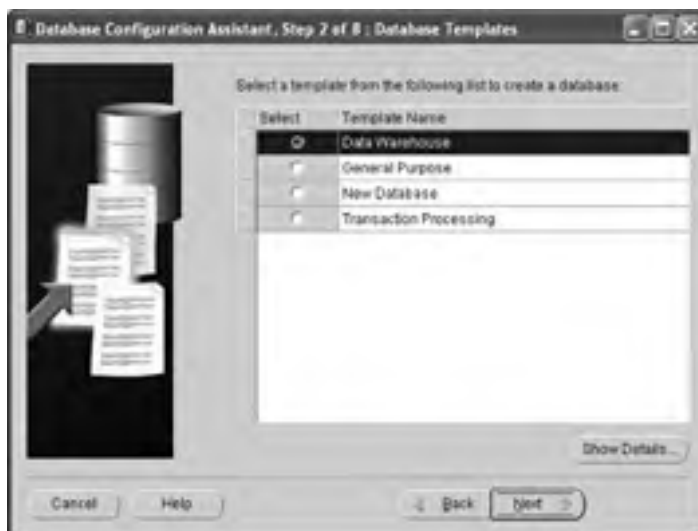 Database Configuration Assistant, Step 2 of 8 : Database Templates
Select a template from the following list to create a database:
Select Template Name
Data Warehouse
General Purpose
New Database
Transaction Processing
Show Details...
Cancel Help Back Next